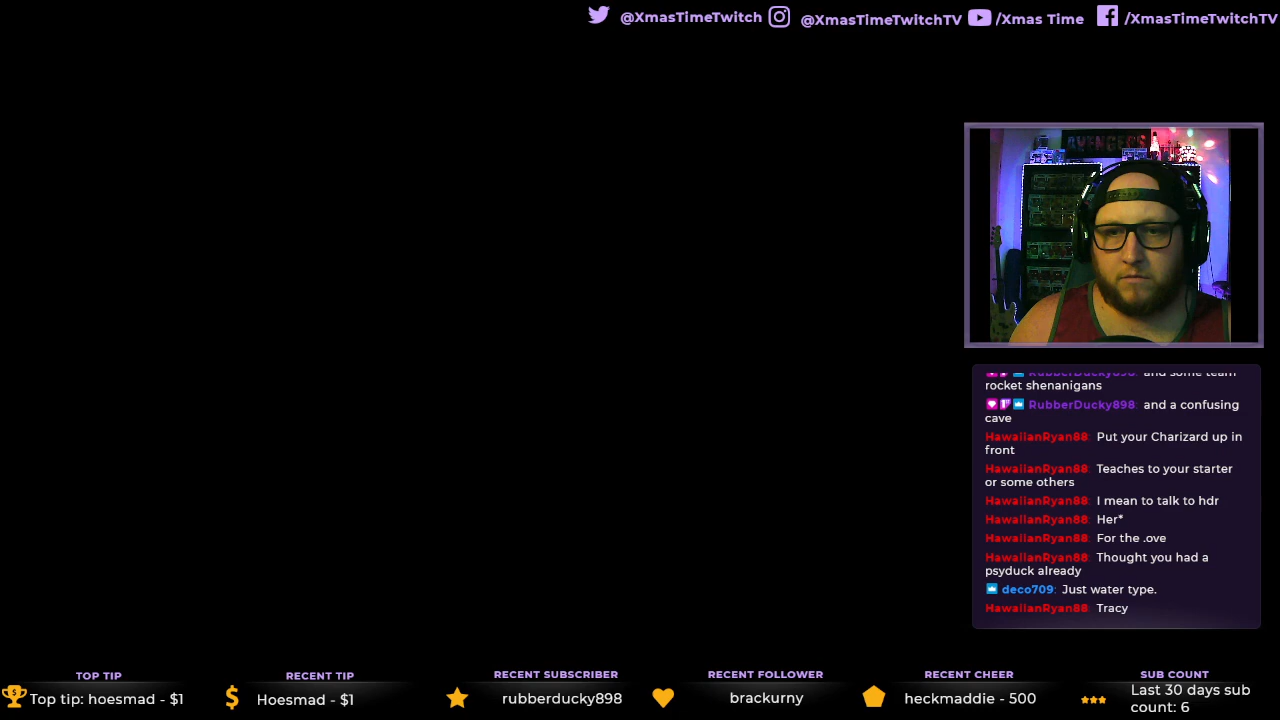 @XmasTimeTwitch @XmasTimeTwitchTV /Xmas Time /XmasTimeTwitchTV
AVENGERS
RubberDucky898: and some team
rocket shenanigans
RubberDucky898: and a confusing
cave
HawaiianRyan88: Put your Charizard up in
front
HawaiianRyan88: Teaches to your starter
or some others
HawaiianRyan88: I mean to talk to hdr
HawaiianRyan88: Her*
HawaiianRyan88: For the .ove
HawaiianRyan88: Thought you had a
psyduck already
deco709: Just water type.
HawaiianRyan88: Tracy
TOP TIP
Top tip: hoesmad - $1
RECENT TIP
Hoesmad - $1
RECENT SUBSCRIBER
rubberducky898
RECENT FOLLOWER
brackurny
RECENT CHEER
heckmaddie - 500
SUB COUNT
Last 30 days sub
count: 6